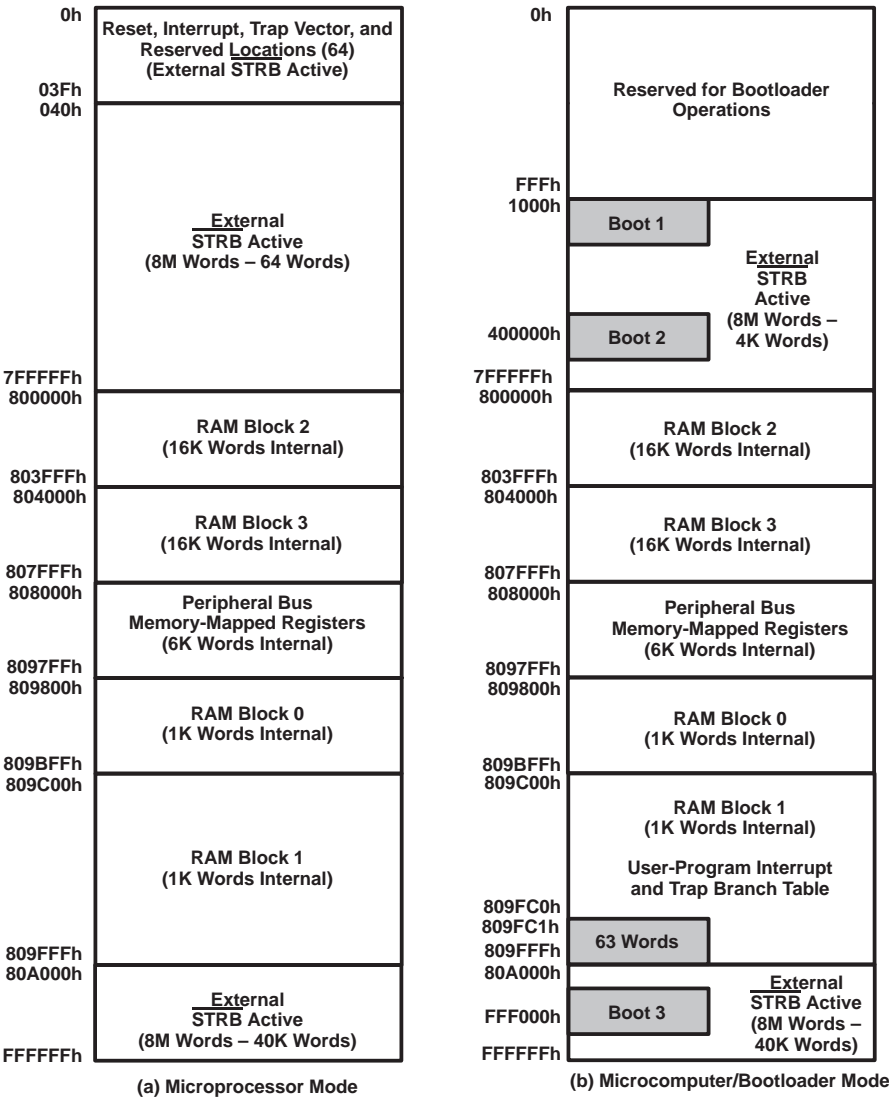 0h
Reset, Interrupt, Trap Vector, and
Reserved Locations (64)
(External STRB Active)
03Fh
040h
External
STRB Active
(8M Words – 64 Words)
7FFFFFh
800000h
RAM Block 2
(16K Words Internal)
803FFFh
804000h
RAM Block 3
(16K Words Internal)
807FFFh
808000h
Peripheral Bus
Memory-Mapped Registers
(6K Words Internal)
8097FFh
809800h
RAM Block 0
(1K Words Internal)
809BFFh
809C00h
RAM Block 1
(1K Words Internal)
809FFFh
80A000h
External
STRB Active
(8M Words – 40K Words)
FFFFFFh
(a) Microprocessor Mode
0h
Reserved for Bootloader
Operations
FFFh
1000h
Boot 1
External
STRB
Active
(8M Words –
4K Words)
400000h
Boot 2
7FFFFFh
800000h
RAM Block 2
(16K Words Internal)
803FFFh
804000h
RAM Block 3
(16K Words Internal)
807FFFh
808000h
Peripheral Bus
Memory-Mapped Registers
(6K Words Internal)
8097FFh
809800h
RAM Block 0
(1K Words Internal)
809BFFh
809C00h
RAM Block 1
(1K Words Internal)
User-Program Interrupt
and Trap Branch Table
809FC0h
809FC1h
63 Words
809FFFh
80A000h
External
STRB Active
(8M Words –
40K Words)
FFF000h
Boot 3
FFFFFFh
(b) Microcomputer/Bootloader Mode